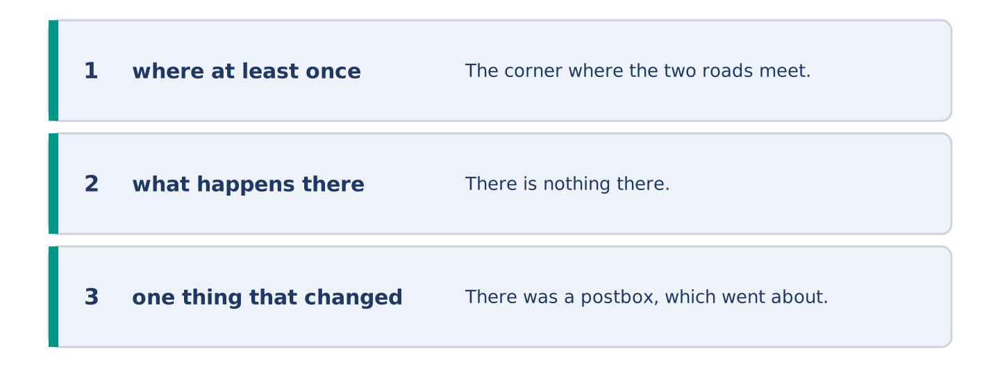 1 where at least once The corner where the two roads meet.
2 what happens there There is nothing there.
3 one thing that changed There was a postbox, which went about.